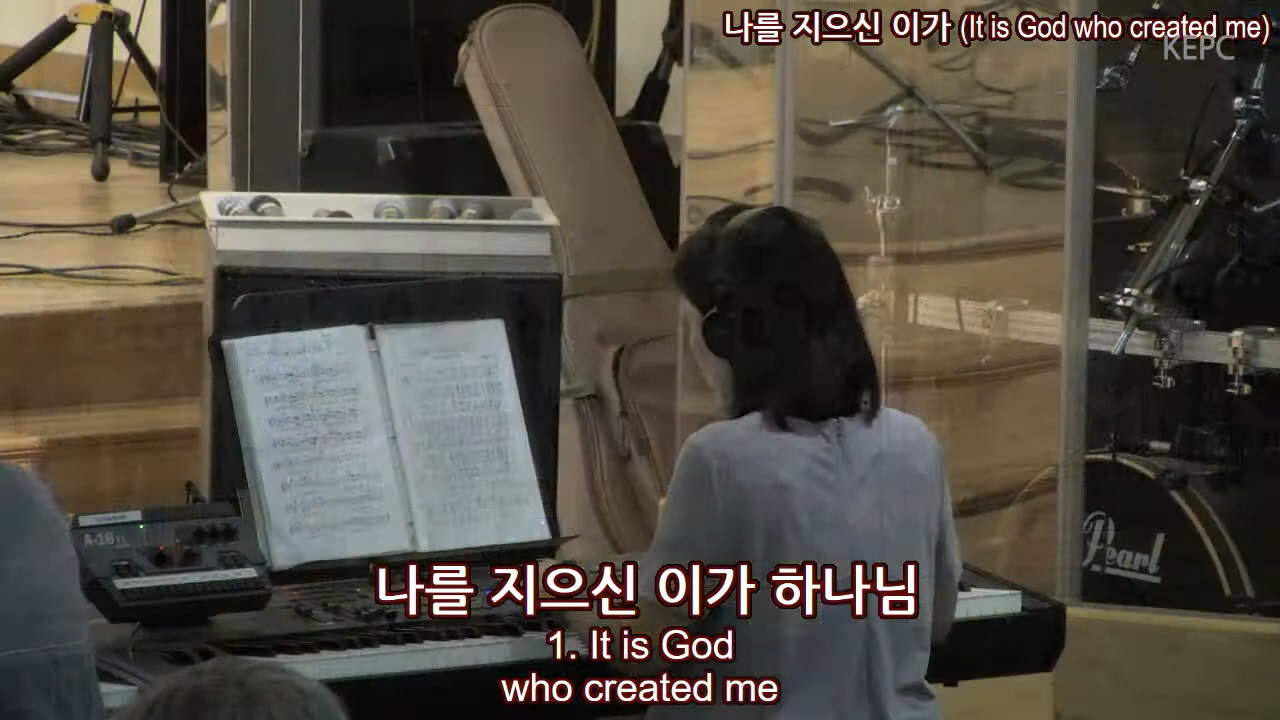 나를 지으신 이가 (It is God who created me)
KEPC
A-16
Pearl
나를 지으신 이가 하나님
1. It is God
who created me